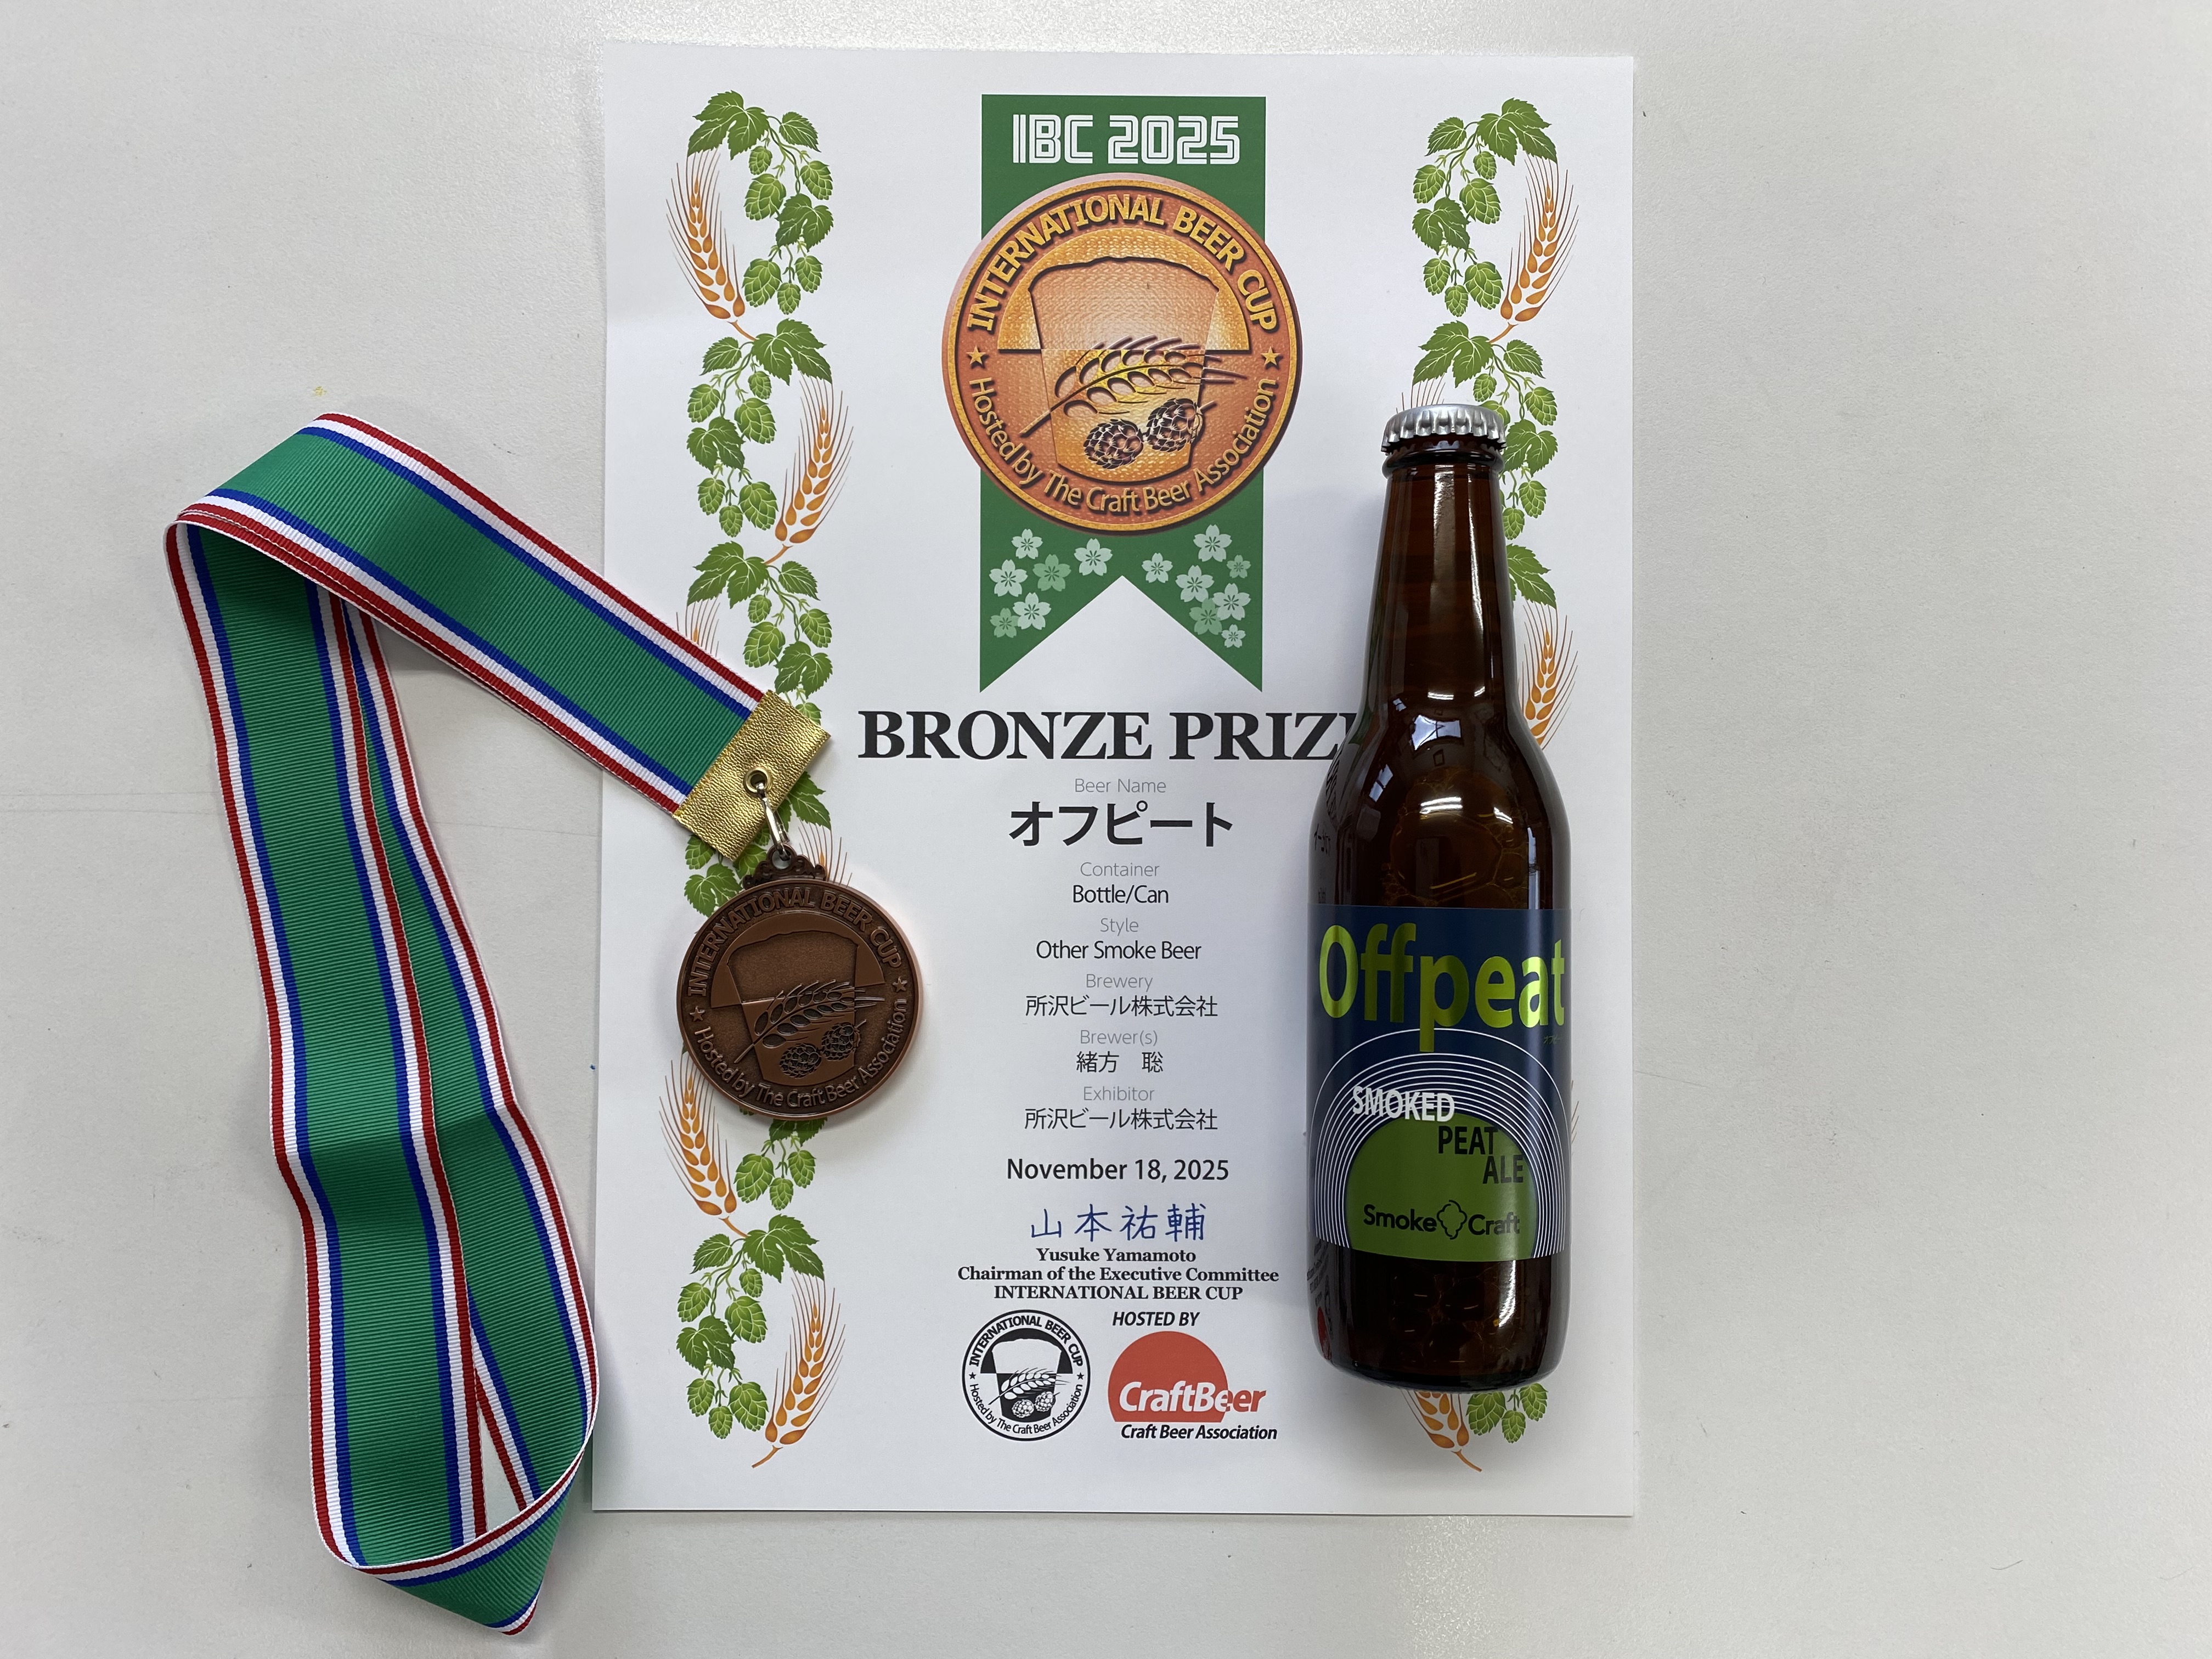 IBC 2025
INTERNATIONAL BEER CUP
Hosted by The Craft Beer Association
BRONZE PRIZ
Beer Name
オフピート
Container
Bottle/Can
Style
Other Smoke Beer
Brewery
所沢ビール株式会社
Brewer(s)
緒方 聡
Exhibitor
所沢ビール株式会社
November 18, 2025
山本祐輔
Yusuke Yamamoto
Chairman of the Executive Committee
INTERNATIONAL BEER CUP
INTERNATIONAL BEER CUP
Hosted by The Craft Beer Association
HOSTED BY
CraftBeer
Craft Beer Association
INTERNATIONAL BEER CUP
Hosted by The Craft Beer Association
Offpeat
SMOKED
PEAT
ALE
Smoke Craft